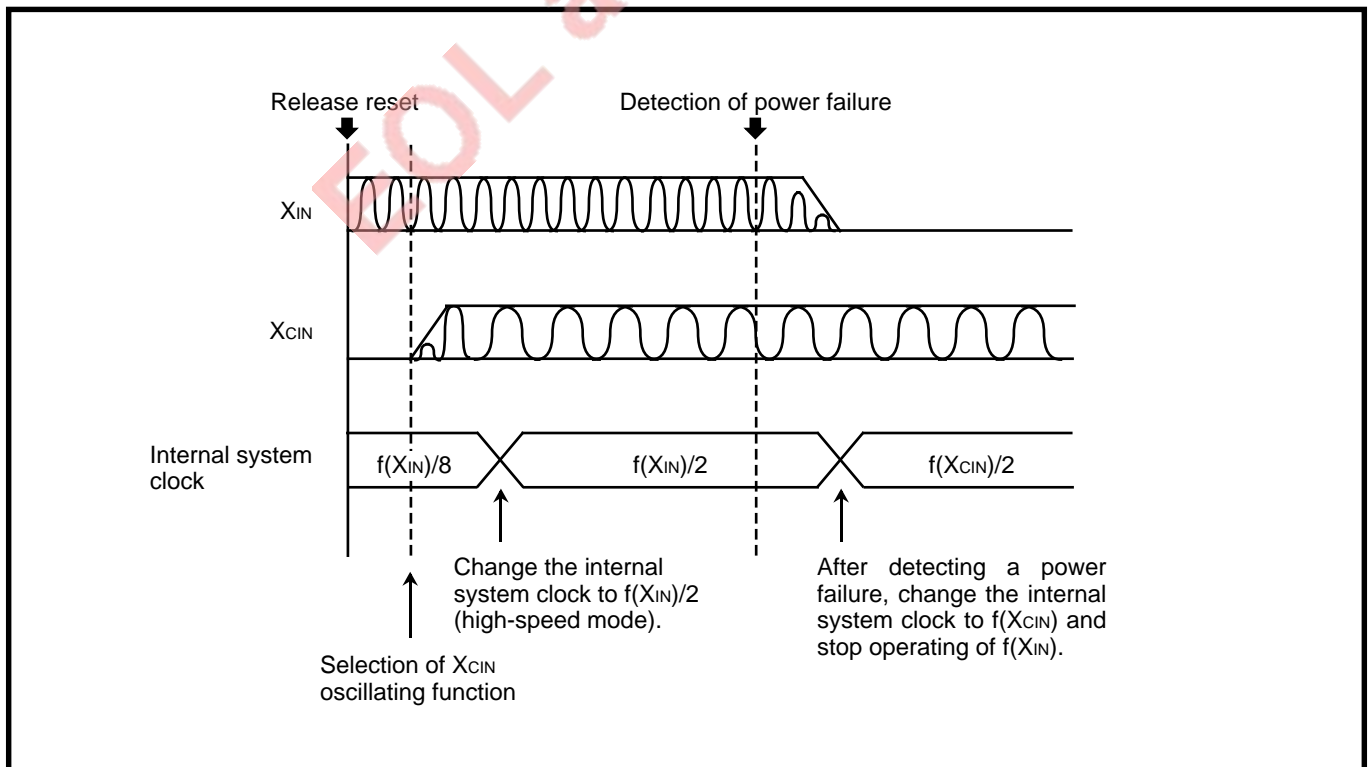 EOL a
Release reset
Detection of power failure
XIN
XCIN
Internal system
clock
f(XIN)/8
f(XIN)/2
f(XCIN)/2
Change the internal
system clock to f(XIN)/2
(high-speed mode).
After detecting a power
failure, change the internal
system clock to f(XCIN) and
stop operating of f(XIN).
Selection of XCIN
oscillating function